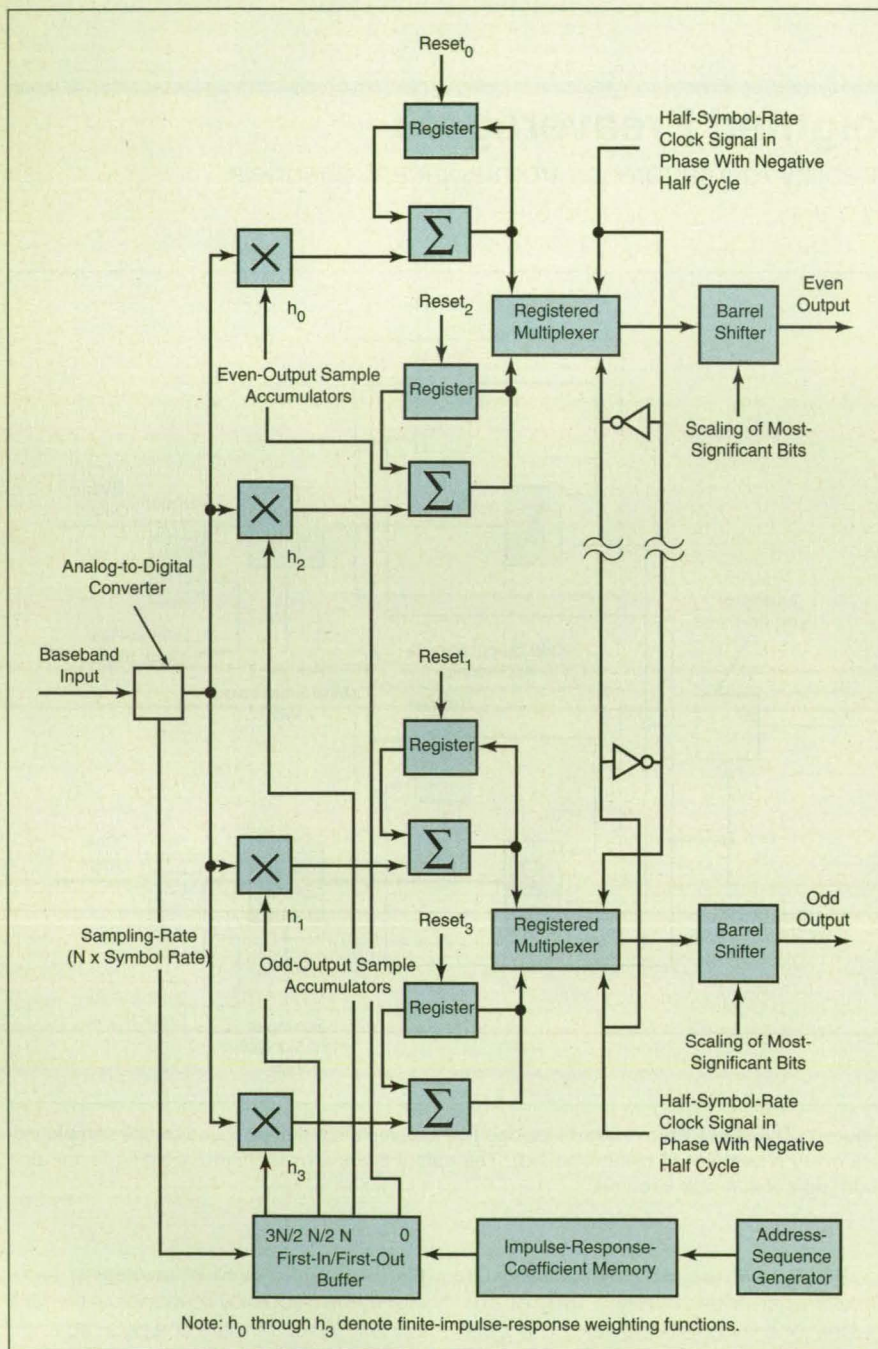 Reset0
Register
Half-Symbol-Rate
Clock Signal in
Phase With Negative
Half Cycle
Σ
×
h0
Reset2
Registered
Multiplexer
Barrel
Shifter
Even
Output
Even-Output Sample
Accumulators
Register
Scaling of Most-
Significant Bits
Σ
×
h2
Analog-to-Digital
Converter
Baseband
Input
Reset1
Register
Σ
×
h1
Reset3
Registered
Multiplexer
Barrel
Shifter
Odd
Output
Sampling-Rate
(N x Symbol Rate)
Odd-Output Sample
Accumulators
Register
Scaling of Most-
Significant Bits
Σ
×
h3
Half-Symbol-Rate
Clock Signal in
Phase With Negative
Half Cycle
3N/2 N/2 N 0
First-In/First-Out
Buffer
Impulse-Response-
Coefficient Memory
Address-
Sequence
Generator
Note: h0 through h3 denote finite-impulse-response weighting functions.